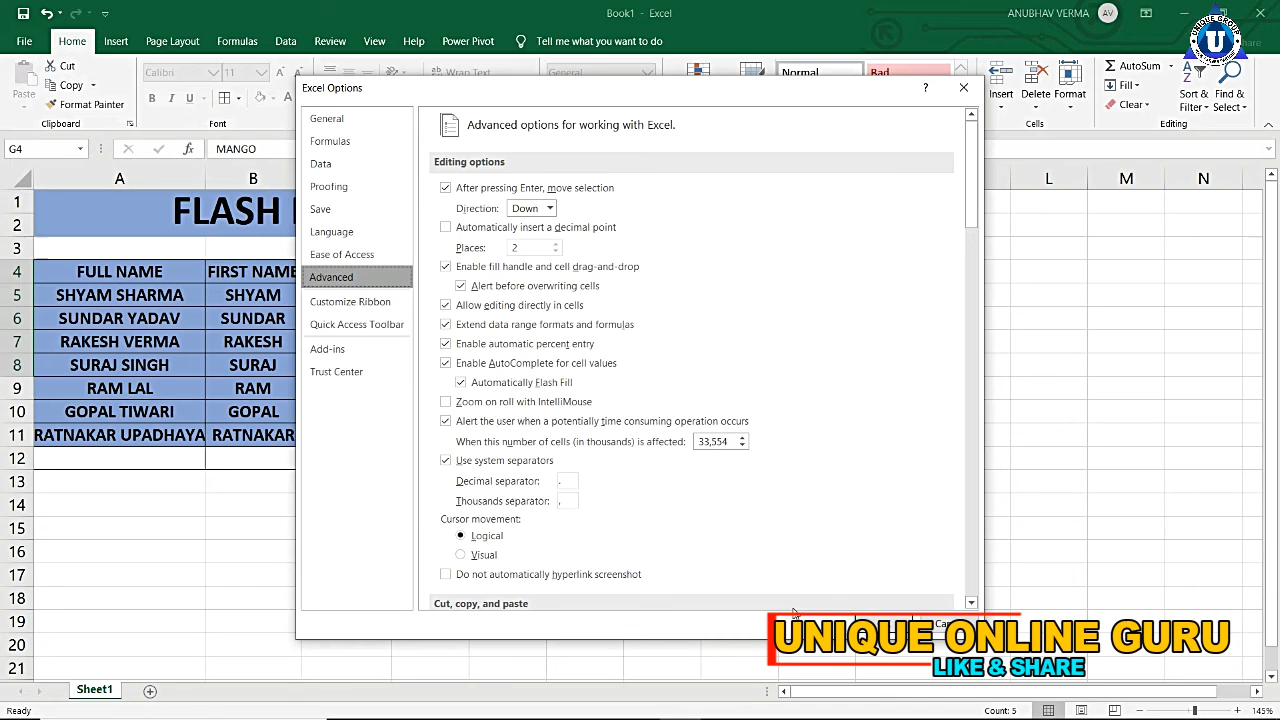 Book1 - Excel
ANUBHAV VERMA AV
File Home Insert Page Layout Formulas Data Review View Help Power Pivot Tell me what you want to do
Cut
Copy
Format Painter
Paste
Clipboard
Calibri 11
B I U
Wrap Text
General
Normal Bad
Insert Delete Format
Cells
AutoSum
Fill
Clear
Sort & Filter
Find & Select
Editing
UNIQUE GROUP
U
G4 fx MANGO
A B L M N
1 FLASH
2
3
4 FULL NAME FIRST NAME
5 SHYAM SHARMA SHYAM
6 SUNDAR YADAV SUNDAR
7 RAKESH VERMA RAKESH
8 SURAJ SINGH SURAJ
9 RAM LAL RAM
10 GOPAL TIWARI GOPAL
11 RATNAKAR UPADHAYA RATNAKAR
12
13
14
15
16
17
18
19
20
21
Excel Options ?
General
Formulas
Data
Proofing
Save
Language
Ease of Access
Advanced
Customize Ribbon
Quick Access Toolbar
Add-ins
Trust Center
Advanced options for working with Excel.
Editing options
After pressing Enter, move selection
Direction: Down
Automatically insert a decimal point
Places: 2
Enable fill handle and cell drag-and-drop
Alert before overwriting cells
Allow editing directly in cells
Extend data range formats and formulas
Enable automatic percent entry
Enable AutoComplete for cell values
Automatically Flash Fill
Zoom on roll with IntelliMouse
Alert the user when a potentially time consuming operation occurs
When this number of cells (in thousands) is affected: 33,554
Use system separators
Decimal separator: .
Thousands separator: ,
Cursor movement:
Logical
Visual
Do not automatically hyperlink screenshot
Cut, copy, and paste
UNIQUE ONLINE GURU
LIKE & SHARE
Sheet1
Ready Count: 5 145%